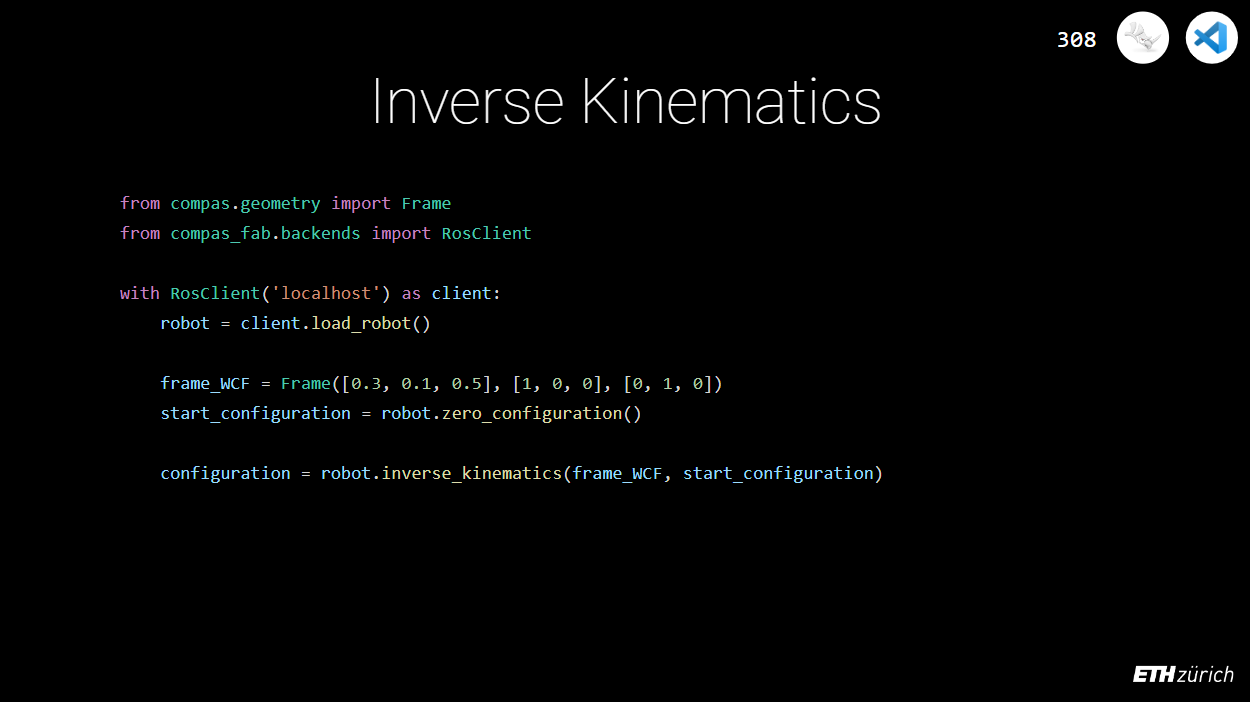 308
Inverse Kinematics
from compas.geometry import Frame
from compas_fab.backends import RosClient
with RosClient('localhost') as client:
    robot = client.load_robot()
    frame_WCF = Frame([0.3, 0.1, 0.5], [1, 0, 0], [0, 1, 0])
    start_configuration = robot.zero_configuration()
    configuration = robot.inverse_kinematics(frame_WCF, start_configuration)
ETH zürich